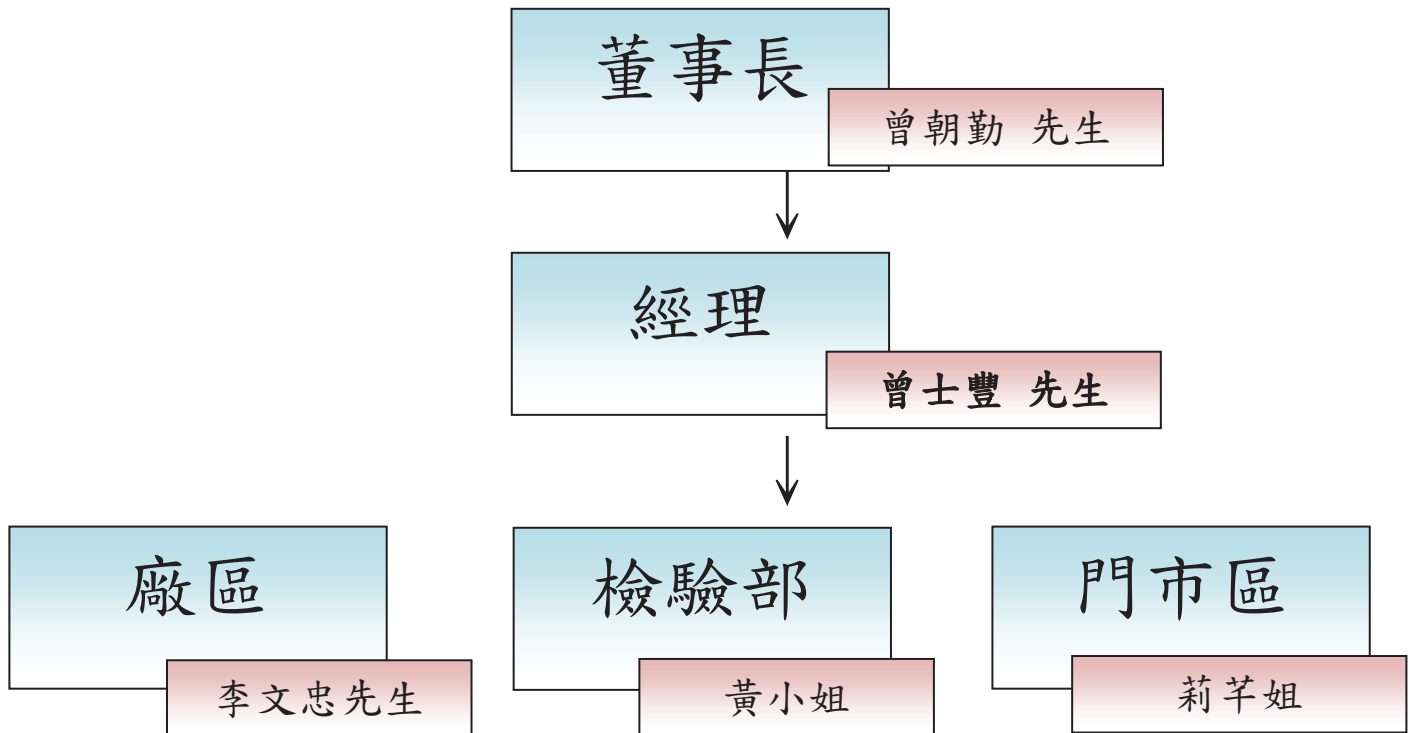 董事長
曾朝勤 先生
經理
曾士豐 先生
廠區
李文忠先生
檢驗部
黃小姐
門市區
莉芊姐